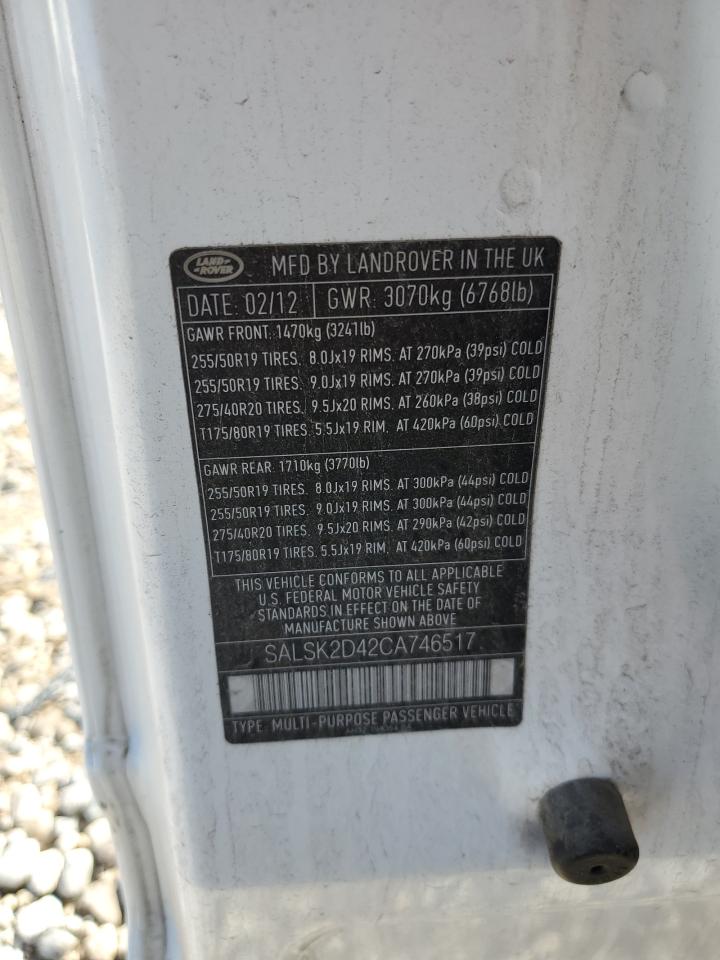 LAND-
-ROVER
MFD BY LANDROVER IN THE UK
DATE: 02/12 GWR: 3070kg (6768lb)
GAWR FRONT: 1470kg (3241lb)
255/50R19 TIRES. 8.0Jx19 RIMS. AT 270kPa (39psi) COLD
255/50R19 TIRES. 9.0Jx19 RIMS. AT 270kPa (39psi) COLD
275/40R20 TIRES. 9.5Jx20 RIMS. AT 260kPa (38psi) COLD
T175/80R19 TIRES. 5.5Jx19 RIM. AT 420kPa (60psi) COLD
GAWR REAR: 1710kg (3770lb)
255/50R19 TIRES. 8.0Jx19 RIMS. AT 300kPa (44psi) COLD
255/50R19 TIRES. 9.0Jx19 RIMS. AT 300kPa (44psi) COLD
275/40R20 TIRES. 9.5Jx20 RIMS. AT 290kPa (42psi) COLD
T175/80R19 TIRES. 5.5Jx19 RIM. AT 420kPa (60psi) COLD
THIS VEHICLE CONFORMS TO ALL APPLICABLE
U.S. FEDERAL MOTOR VEHICLE SAFETY
STANDARDS IN EFFECT ON THE DATE OF
MANUFACTURE SHOWN ABOVE
SALSK2D42CA746517
TYPE: MULTI-PURPOSE PASSENGER VEHICLE